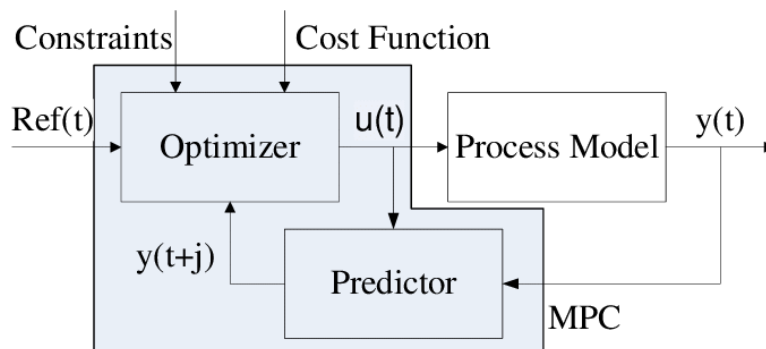 Constraints
Cost Function
Ref(t)
Optimizer
u(t)
Process Model
y(t)
y(t+j)
Predictor
MPC